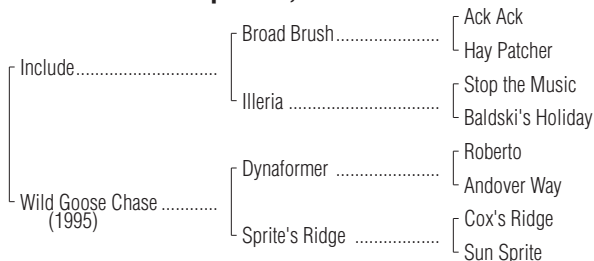 Ack Ack
Broad Brush
Hay Patcher
Include
Stop the Music
Illeria
Baldski's Holiday
Roberto
Dynaformer
Andover Way
Wild Goose Chase
(1995)
Cox's Ridge
Sprite's Ridge
Sun Sprite